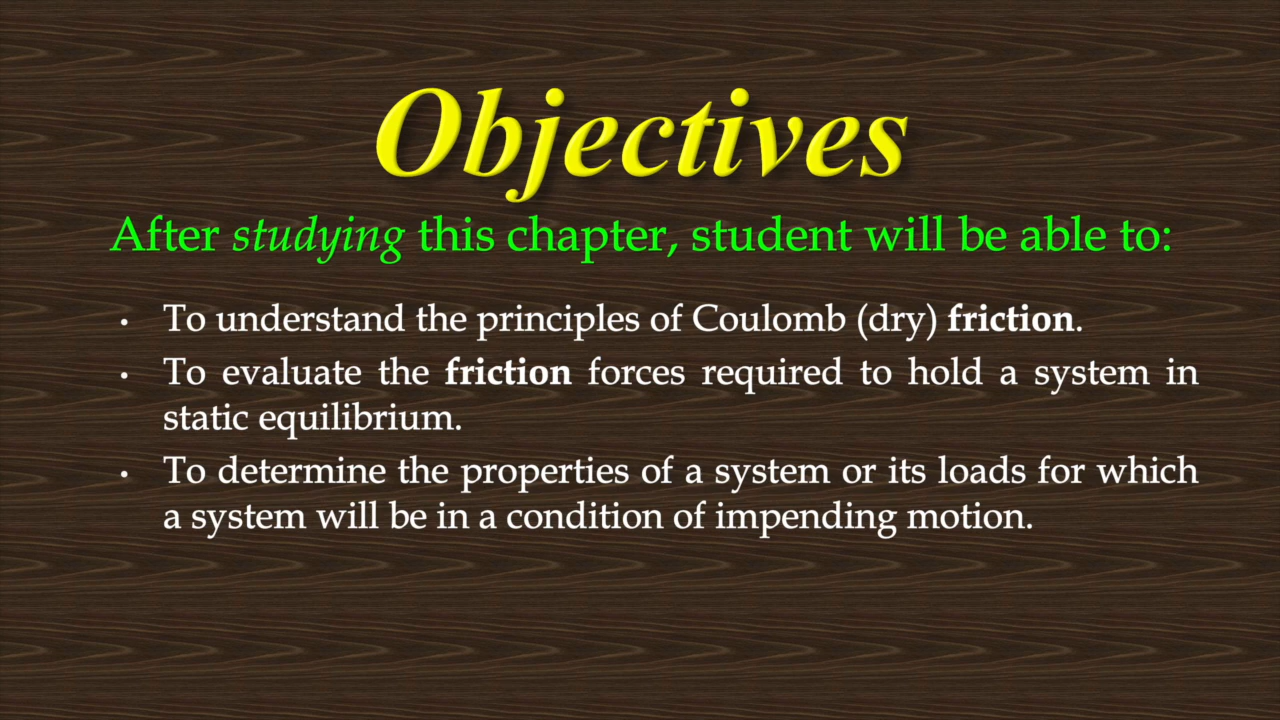 Objectives
After studying this chapter, student will be able to:
• To understand the principles of Coulomb (dry) friction.
• To evaluate the friction forces required to hold a system in
static equilibrium.
• To determine the properties of a system or its loads for which
a system will be in a condition of impending motion.